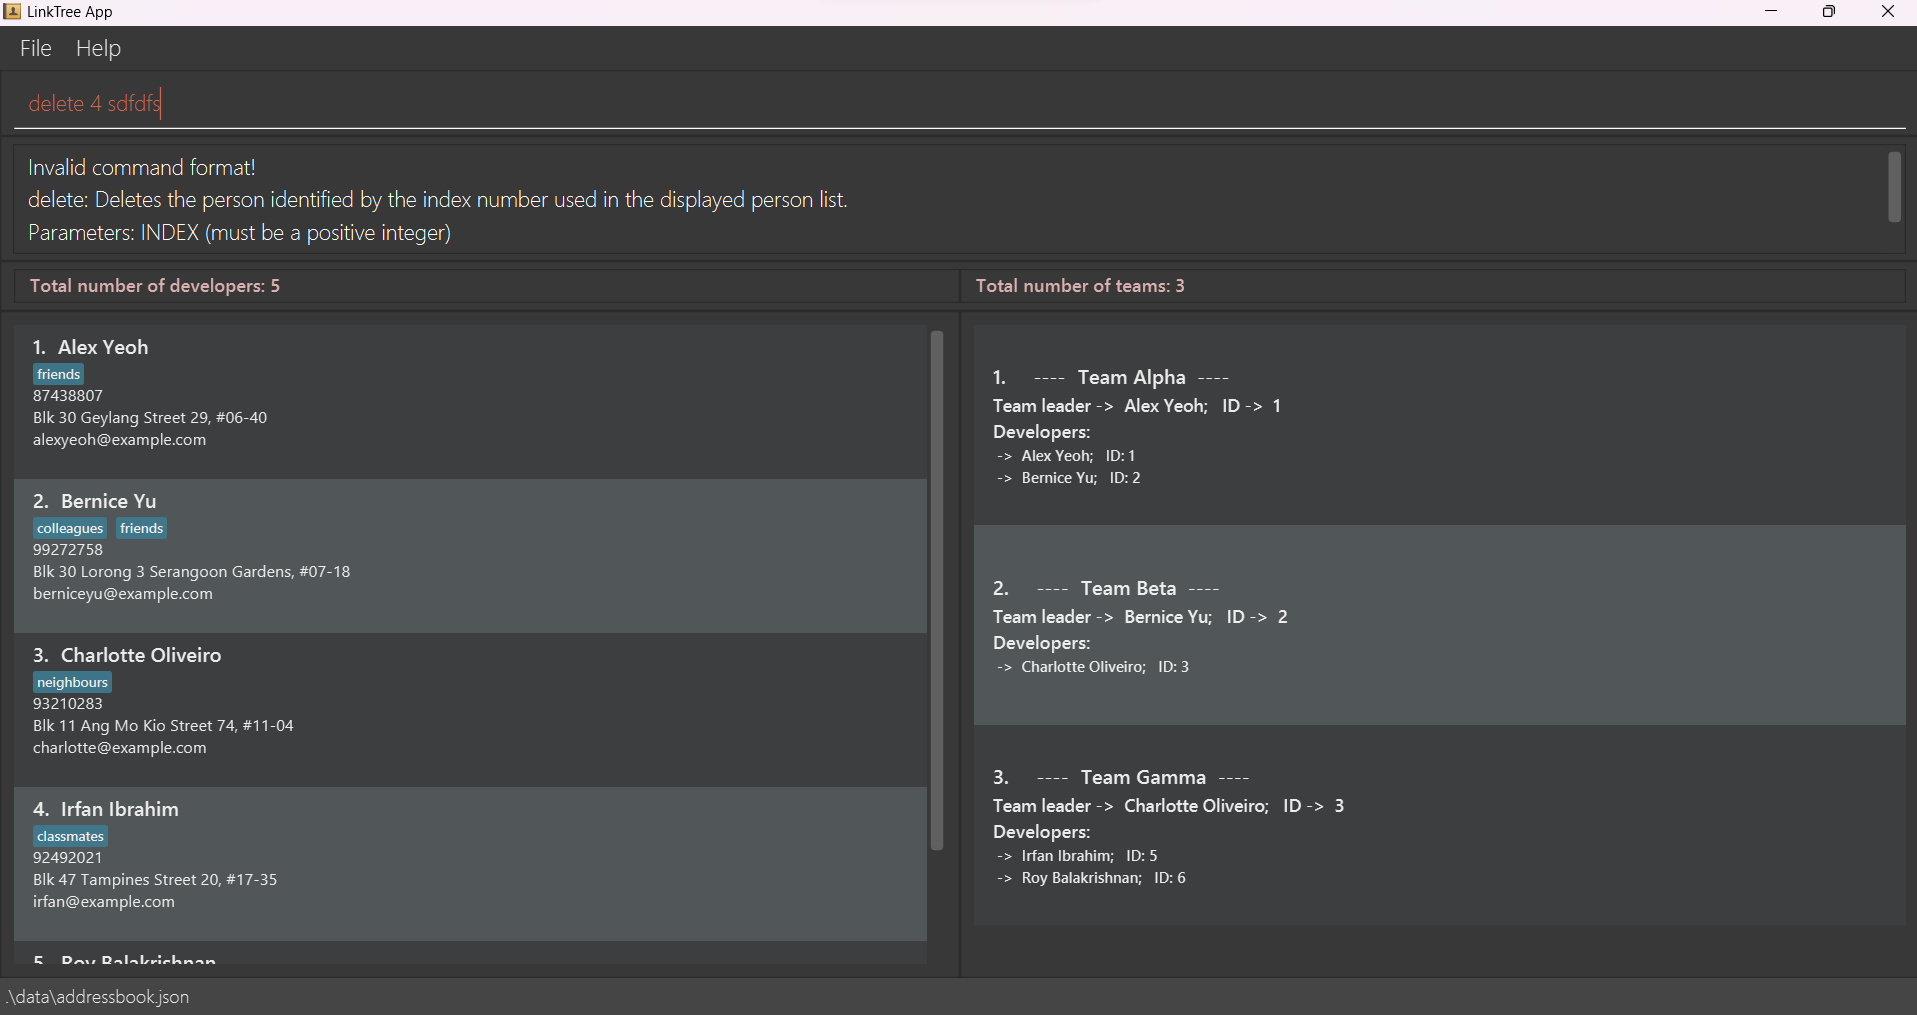 LinkTree App
File Help
delete 4 sdfdfs
Invalid command format!
delete: Deletes the person identified by the index number used in the displayed person list.
Parameters: INDEX (must be a positive integer)
Total number of developers: 5
1. Alex Yeoh
friends
87438807
Blk 30 Geylang Street 29, #06-40
alexyeoh@example.com
2. Bernice Yu
colleagues friends
99272758
Blk 30 Lorong 3 Serangoon Gardens, #07-18
berniceyu@example.com
3. Charlotte Oliveiro
neighbours
93210283
Blk 11 Ang Mo Kio Street 74, #11-04
charlotte@example.com
4. Irfan Ibrahim
classmates
92492021
Blk 47 Tampines Street 20, #17-35
irfan@example.com
5. Roy Balakrishnan
Total number of teams: 3
1. ---- Team Alpha ----
Team leader -> Alex Yeoh; ID -> 1
Developers:
-> Alex Yeoh; ID: 1
-> Bernice Yu; ID: 2
2. ---- Team Beta ----
Team leader -> Bernice Yu; ID -> 2
Developers:
-> Charlotte Oliveiro; ID: 3
3. ---- Team Gamma ----
Team leader -> Charlotte Oliveiro; ID -> 3
Developers:
-> Irfan Ibrahim; ID: 5
-> Roy Balakrishnan; ID: 6
.\data\addressbook.json